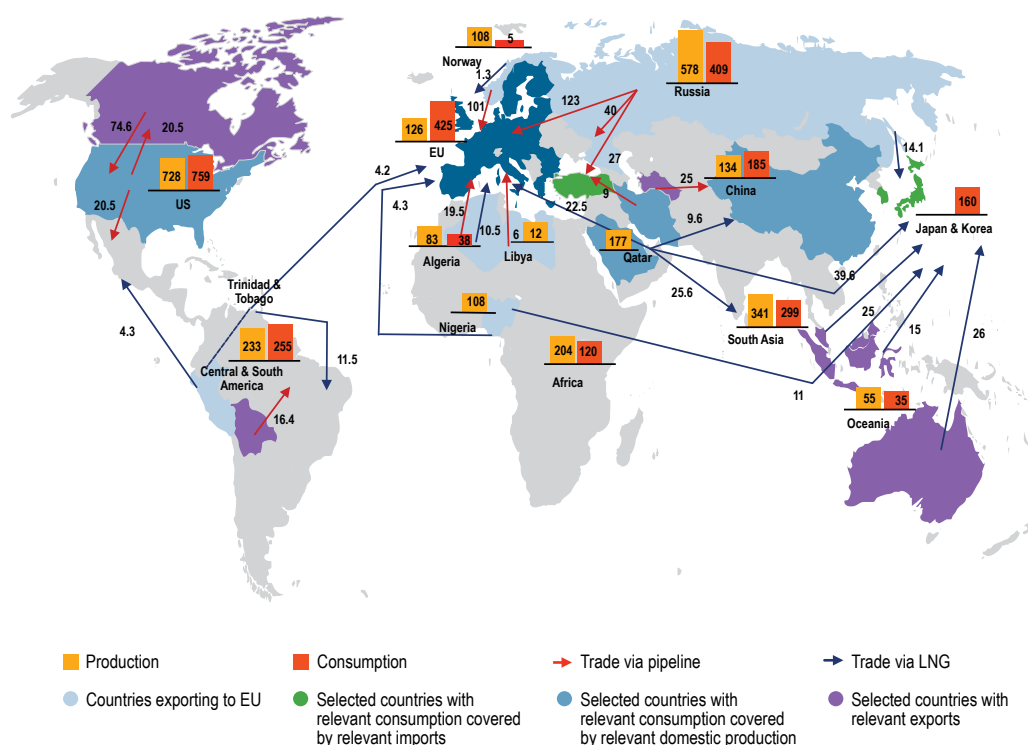 108
5
Norway
1.3
101
123
578
409
Russia
40
74.6
20.5
126
425
EU
27
14.1
728
759
US
4.2
134
185
China
25
160
Japan & Korea
4.3
20.5
19.5
10.5
22.5
9
9.6
83
38
Algeria
6
12
Libya
177
Qatar
39.6
Trinidad &
Tobago
25.6
108
Nigeria
341
299
South Asia
25
15
26
4.3
233
255
Central & South
America
11.5
204
120
Africa
11
55
35
Oceania
16.4
Production
Consumption
Trade via pipeline
Trade via LNG
Countries exporting to EU
Selected countries with
relevant consumption covered
by relevant imports
Selected countries with
relevant consumption covered
by relevant domestic production
Selected countries with
relevant exports